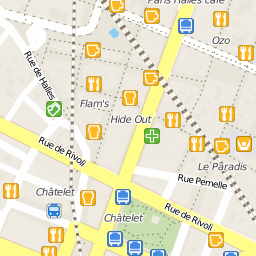 Paris Halles Café
Ozo
Rue de Halles
Flam's
Hide Out
Rue de Rivoli
Le Pàradis
Rue Pernelle
Châtelet
Rue de Rivoli
Châtelet